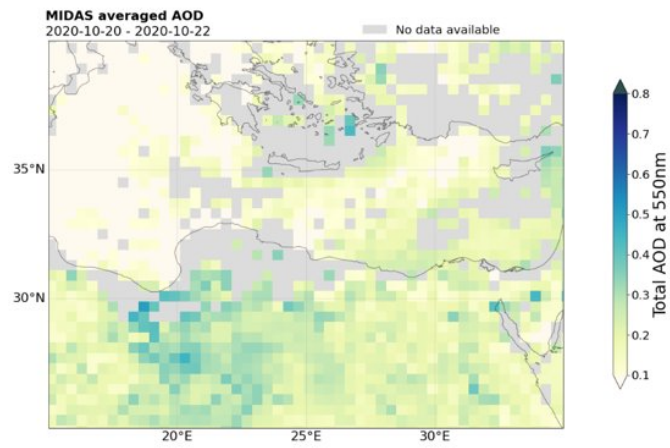 MIDAS averaged AOD
2020-10-20 - 2020-10-22
No data available
35°N
30°N
20°E
25°E
30°E
0.8
0.7
0.6
0.5
0.4
0.3
0.2
0.1
Total AOD at 550nm